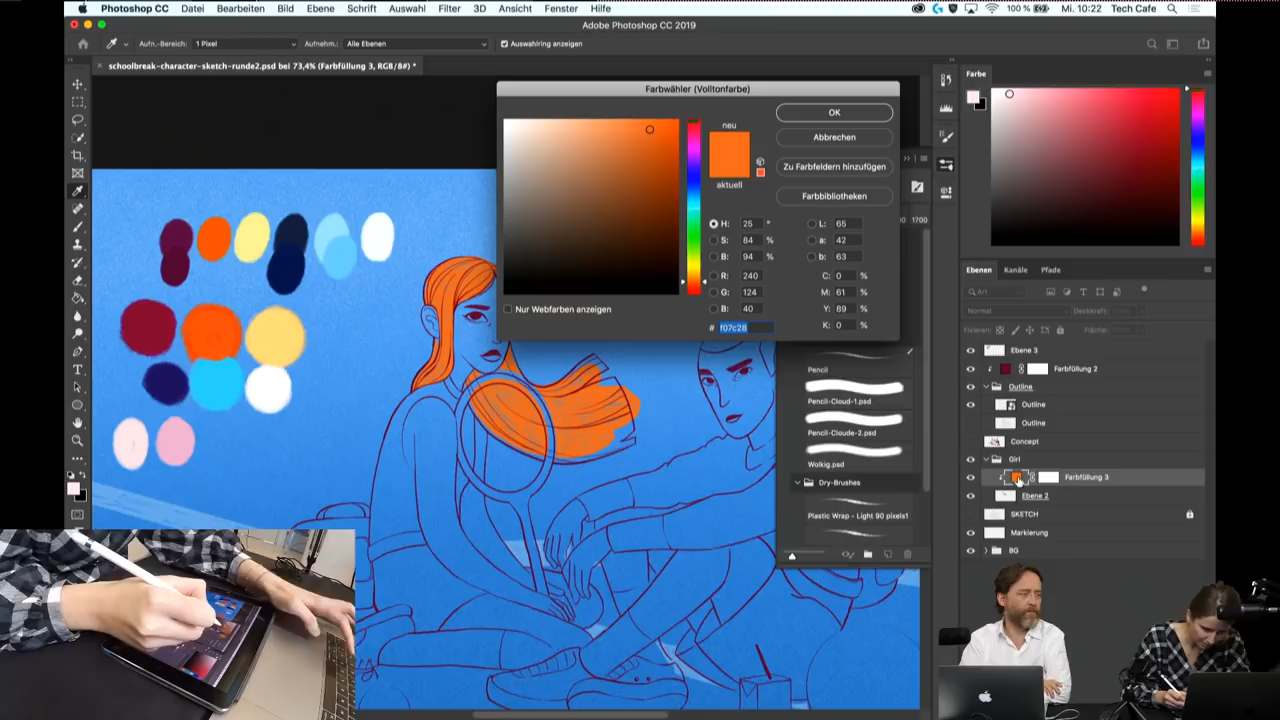 Photoshop CC Datei Bearbeiten Bild Ebene Schrift Auswahl Filter 3D Ansicht Fenster Hilfe 100 % Mi. 10:22 Tech Cafe
Adobe Photoshop CC 2019
Aufn.-Bereich: 1 Pixel Aufnehm.: Alle Ebenen Auswahlring anzeigen
schoolbreak-character-sketch-runde2.psd bei 73,4% (Farbfüllung 3, RGB/8#) *
Farbwähler (Volltonfarbe)
neu
aktuell
OK
Abbrechen
Zu Farbfeldern hinzufügen
Farbbibliotheken
H: 25 °
S: 84 %
B: 94 %
R: 240
G: 124
B: 40
# f07c28
L: 65
a: 42
b: 63
C: 0 %
M: 61 %
Y: 89 %
K: 0 %
Nur Webfarben anzeigen
1700
Pencil
Pencil-Cloud-1.psd
Pencil-Cloude-2.psd
Wolkig.psd
Dry-Brushes
Plastic Wrap - Light 90 pixels1
Farbe
Ebenen Kanäle Pfade
Art
Normal Deckkraft:
Fixieren: Fläche:
Ebene 3
Farbfüllung 2
Outline
Outline
Outline
Concept
Girl
Farbfüllung 3
Ebene 2
SKETCH
Markierung
BG